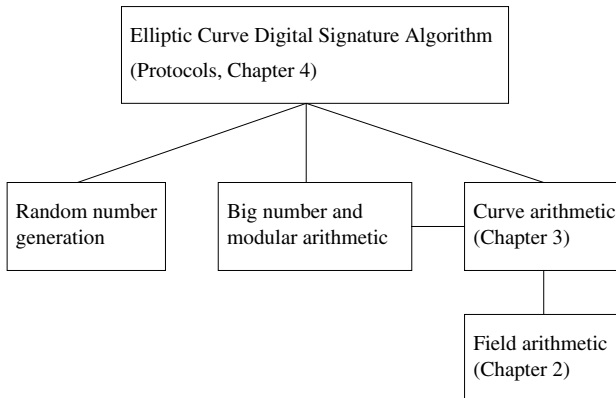 Elliptic Curve Digital Signature Algorithm
(Protocols, Chapter 4)
Random number
generation
Big number and
modular arithmetic
Curve arithmetic
(Chapter 3)
Field arithmetic
(Chapter 2)